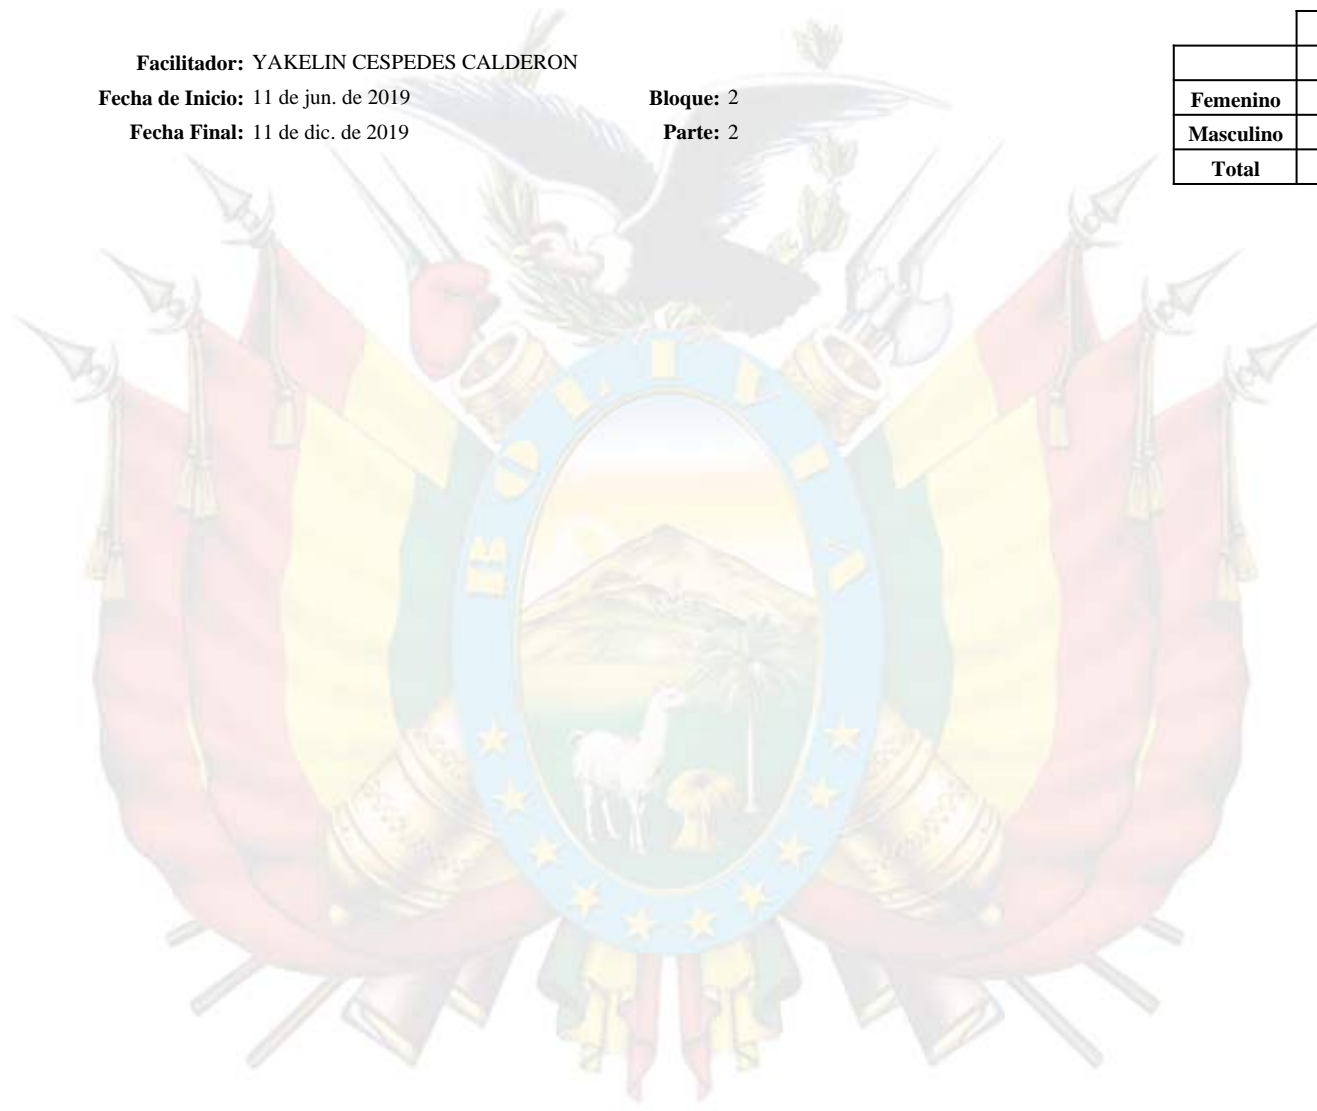 Facilitador: YAKELIN CESPEDES CALDERON
Fecha de Inicio: 11 de jun. de 2019 Bloque: 2
Fecha Final: 11 de dic. de 2019 Parte: 2
Femenino
Masculino
Total
BOLIVIA